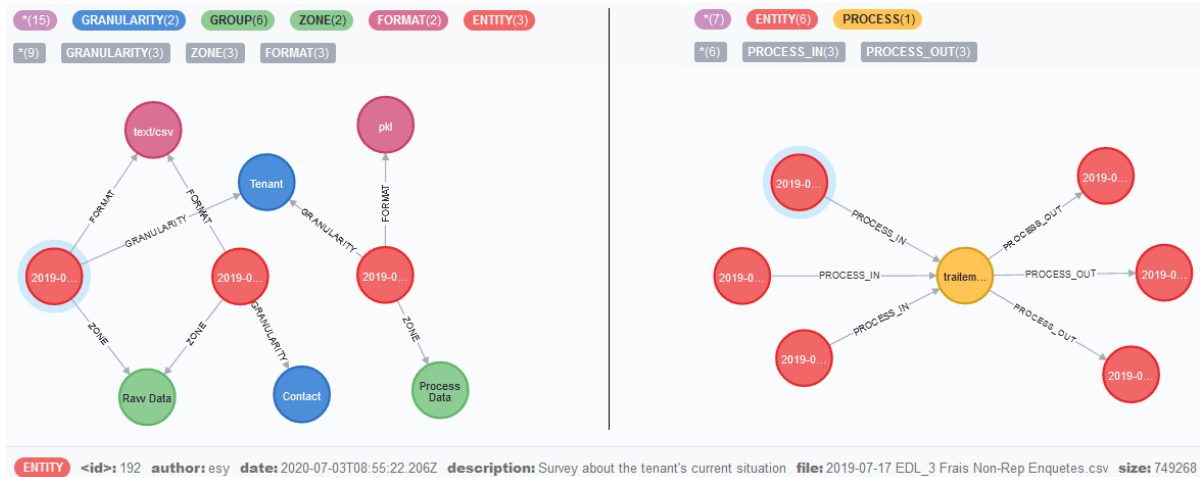 *(15) GRANULARITY(2) GROUP(6) ZONE(2) FORMAT(2) ENTITY(3)
*(9) GRANULARITY(3) ZONE(3) FORMAT(3)
text/csv
pkl
Tenant
FORMAT
FORMAT
GRANULARITY
GRANULARITY
FORMAT
2019-0...
2019-0...
2019-0...
ZONE
ZONE
GRANULARITY
ZONE
Raw Data
Contact
Process
Data
*(7) ENTITY(6) PROCESS(1)
*(6) PROCESS_IN(3) PROCESS_OUT(3)
2019-0...
2019-0...
PROCESS_IN
PROCESS_OUT
2019-0...
PROCESS_IN
traitem...
PROCESS_OUT
2019-0...
PROCESS_IN
PROCESS_OUT
2019-0...
2019-0...
ENTITY <id>: 192 author: esy date: 2020-07-03T08:55:22.206Z description: Survey about the tenant's current situation file: 2019-07-17 EDL_3 Frais Non-Rep Enquetes.csv size: 749268